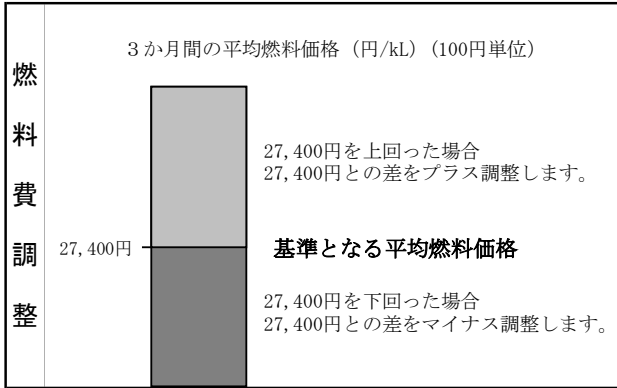 燃料費調整
３か月間の平均燃料価格（円/kL）(100円単位)
27,400円を上回った場合
27,400円との差をプラス調整します。
27,400円
基準となる平均燃料価格
27,400円を下回った場合
27,400円との差をマイナス調整します。